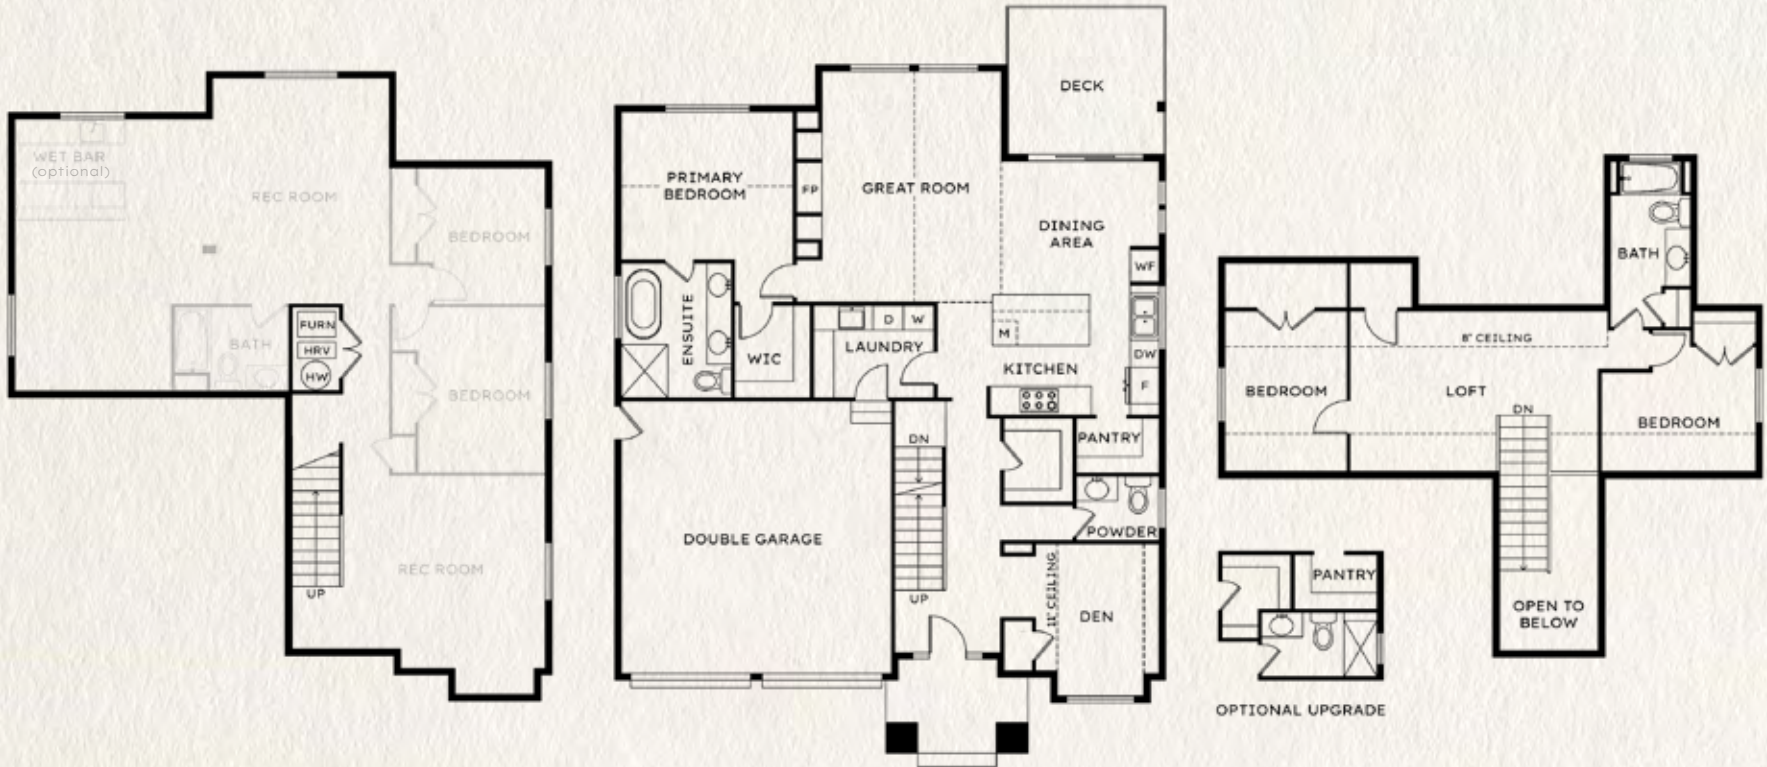 WET BAR
(optional)
REC ROOM
BEDROOM
FURN
HRV
HW
BATH
BEDROOM
REC ROOM
UP
DECK
PRIMARY
BEDROOM
FP
GREAT ROOM
DINING
AREA
WF
ENSUITE
WIC
D
W
LAUNDRY
M
KITCHEN
DW
F
DN
PANTRY
DOUBLE GARAGE
POWDER
UP
11' CEILING
DEN
BATH
8' CEILING
BEDROOM
LOFT
DN
BEDROOM
OPEN TO
BELOW
PANTRY
OPTIONAL UPGRADE